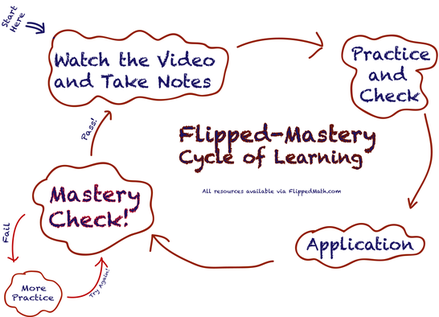 Start
Here
Watch the Video
and Take Notes
Practice
and
Check
Flipped-Mastery
Cycle of Learning
All resources available via FlippedMath.com
Application
Mastery
Check!
Pass!
Fail
More
Practice
Try Again!